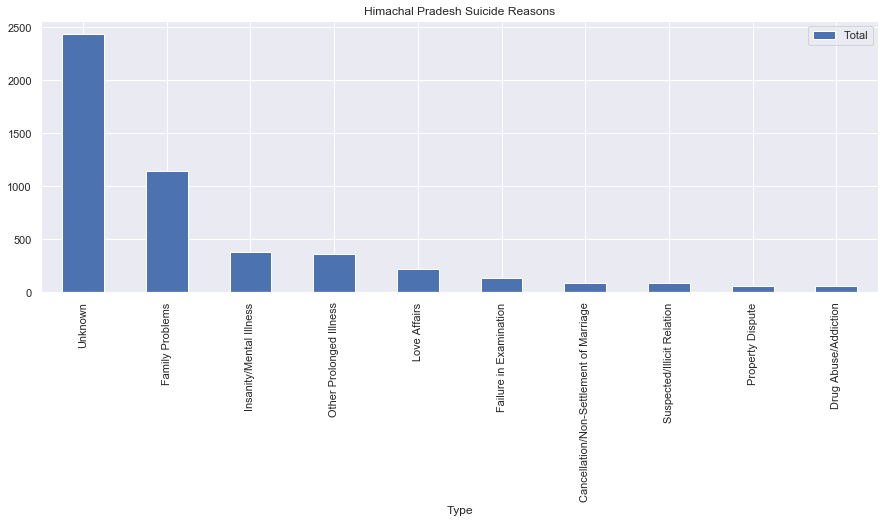 Himachal Pradesh Suicide Reasons
Total
2500
2000
1500
1000
500
0
Unknown
Family Problems
Insanity/Mental Illness
Other Prolonged Illness
Love Affairs
Failure in Examination
Cancellation/Non-Settlement of Marriage
Suspected/Illicit Relation
Property Dispute
Drug Abuse/Addiction
Type